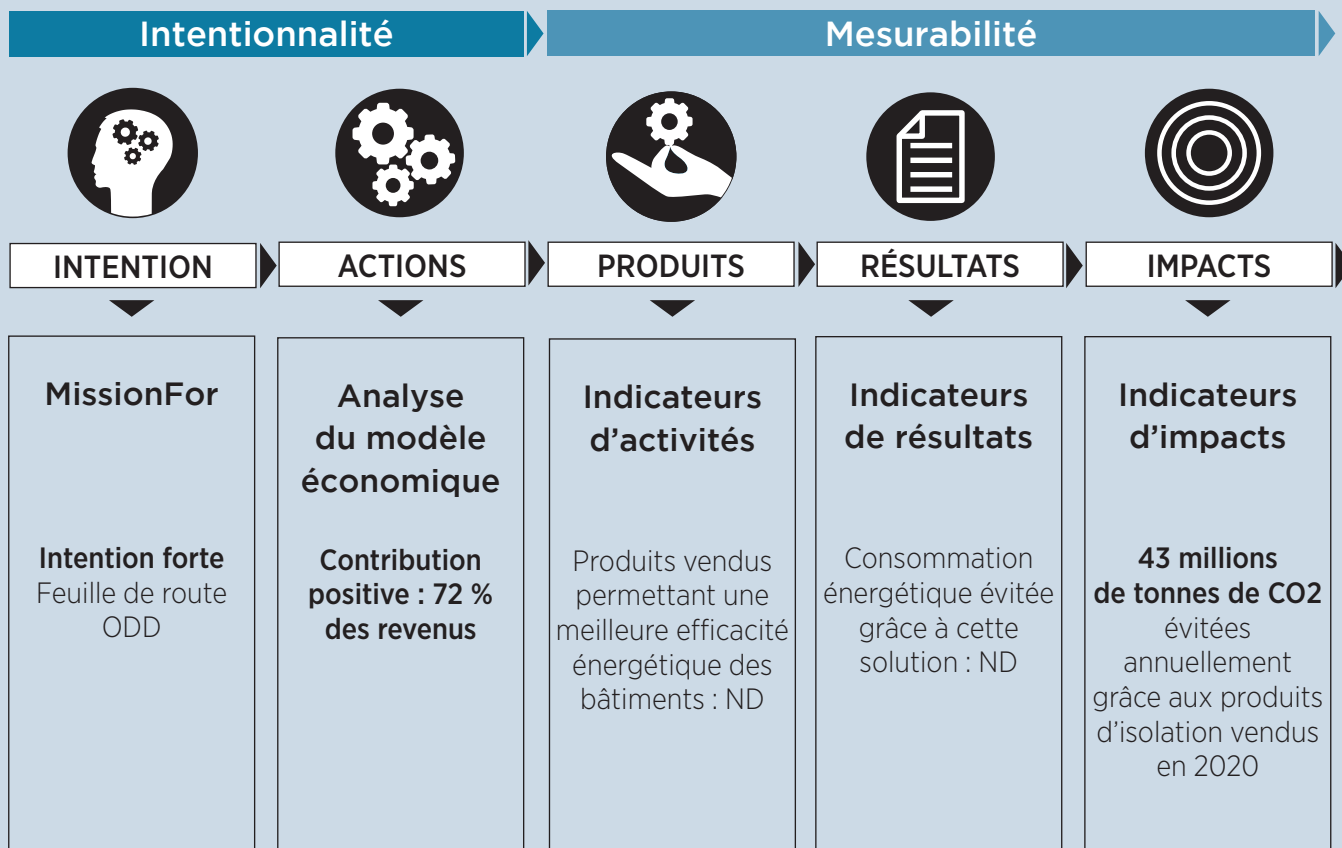 Intentionnalité
Mesurabilité
INTENTION
ACTIONS
PRODUITS
RÉSULTATS
IMPACTS
MissionFor
Intention forte
Feuille de route
ODD
Analyse
du modèle
économique
Contribution
positive : 72 %
des revenus
Indicateurs
d’activités
Produits vendus
permettant une
meilleure efficacité
énergétique des
bâtiments : ND
Indicateurs
de résultats
Consommation
énergétique évitée
grâce à cette
solution : ND
Indicateurs
d’impacts
43 millions
de tonnes de CO2
évitées
annuellement
grâce aux produits
d’isolation vendus
en 2020